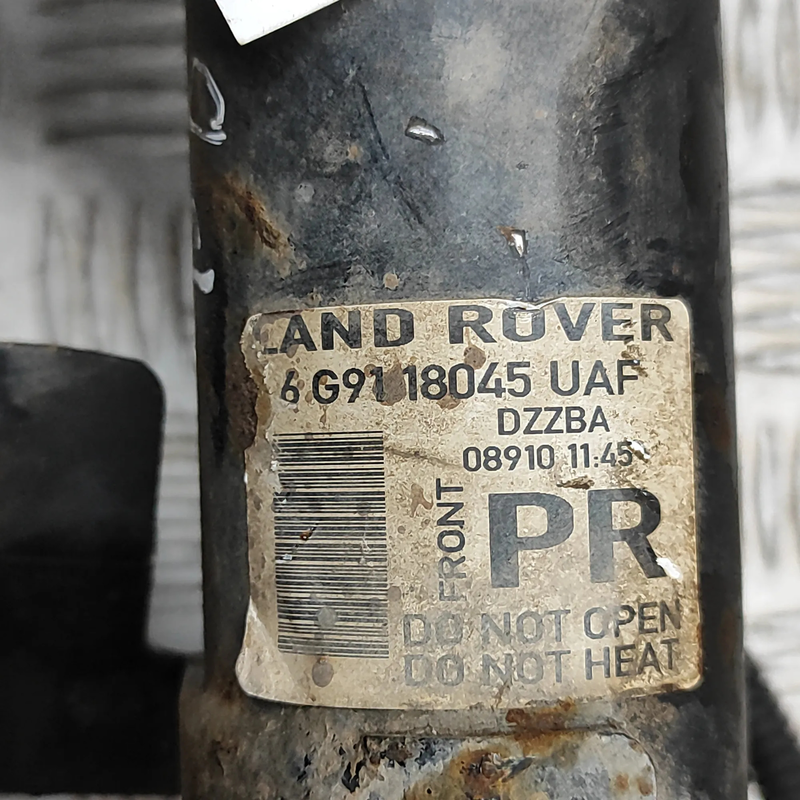 LAND ROVER
6G91 18045 UAF
DZZBA
08910 11:45
FRONT
PR
DO NOT OPEN
DO NOT HEAT